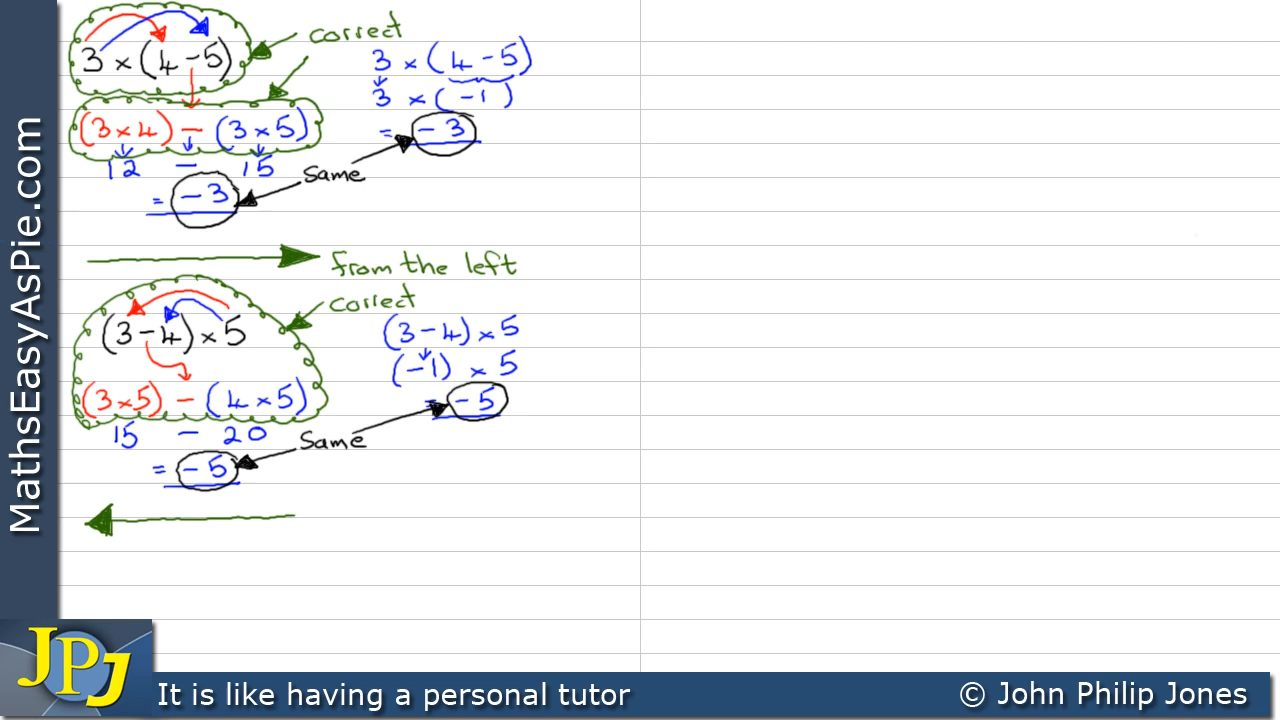 3 × (4 − 5)
correct
(3 × 4) − (3 × 5)
12 − 15
= −3
3 × (4 − 5)
3 × (−1)
= −3
Same
from the left
correct
(3 − 4) × 5
(3 × 5) − (4 × 5)
15 − 20
= −5
(3 − 4) × 5
(−1) × 5
= −5
Same
MathsEasyAsPie.com
JPJ
It is like having a personal tutor
© John Philip Jones